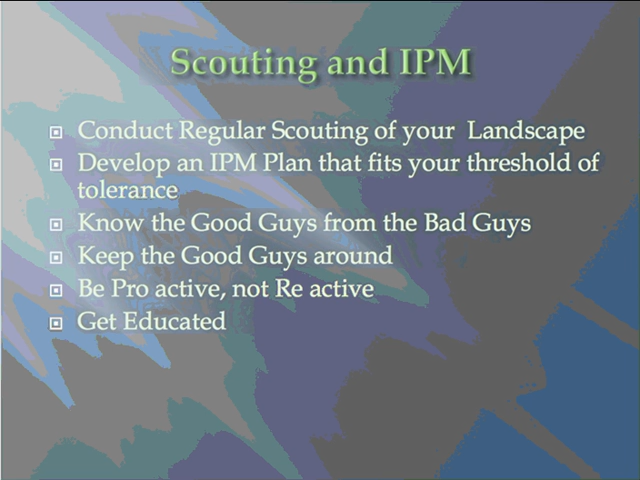 Scouting and IPM
Conduct Regular Scouting of your Landscape
Develop an IPM Plan that fits your threshold of
tolerance
Know the Good Guys from the Bad Guys
Keep the Good Guys around
Be Pro active, not Re active
Get Educated